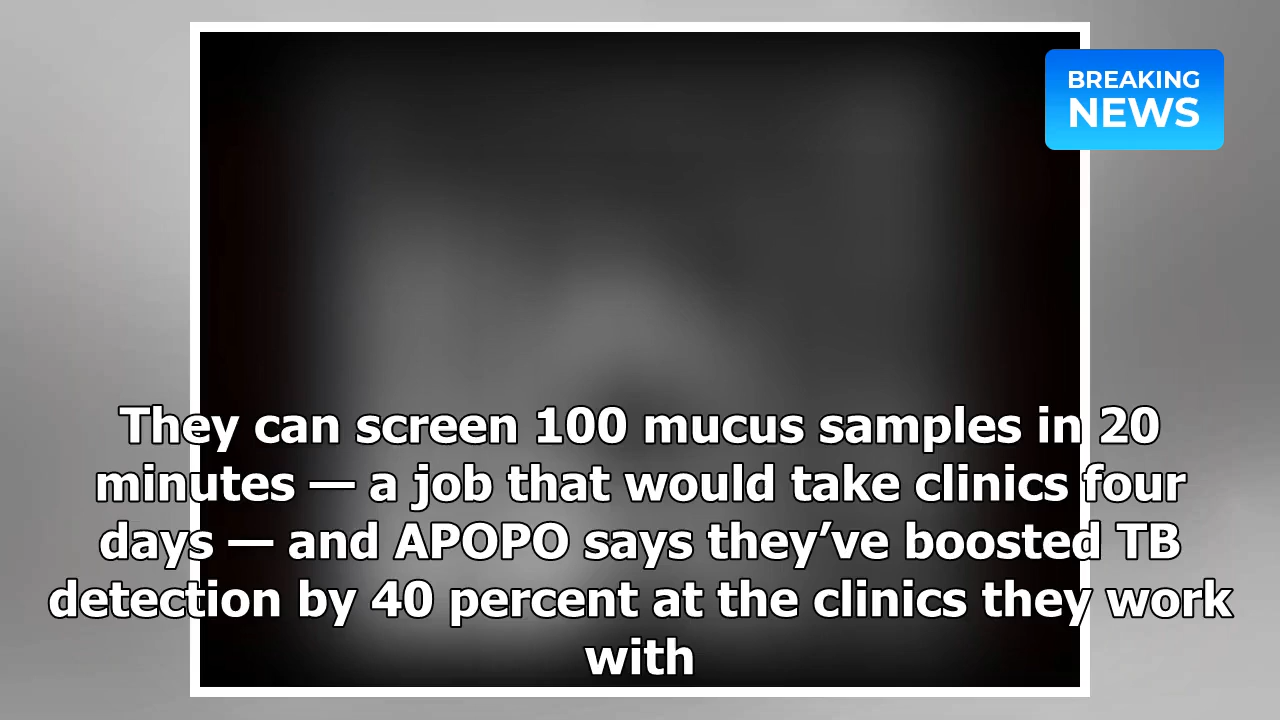 BREAKING
NEWS
They can screen 100 mucus samples in 20
minutes — a job that would take clinics four
days — and APOPO says they’ve boosted TB
detection by 40 percent at the clinics they work
with